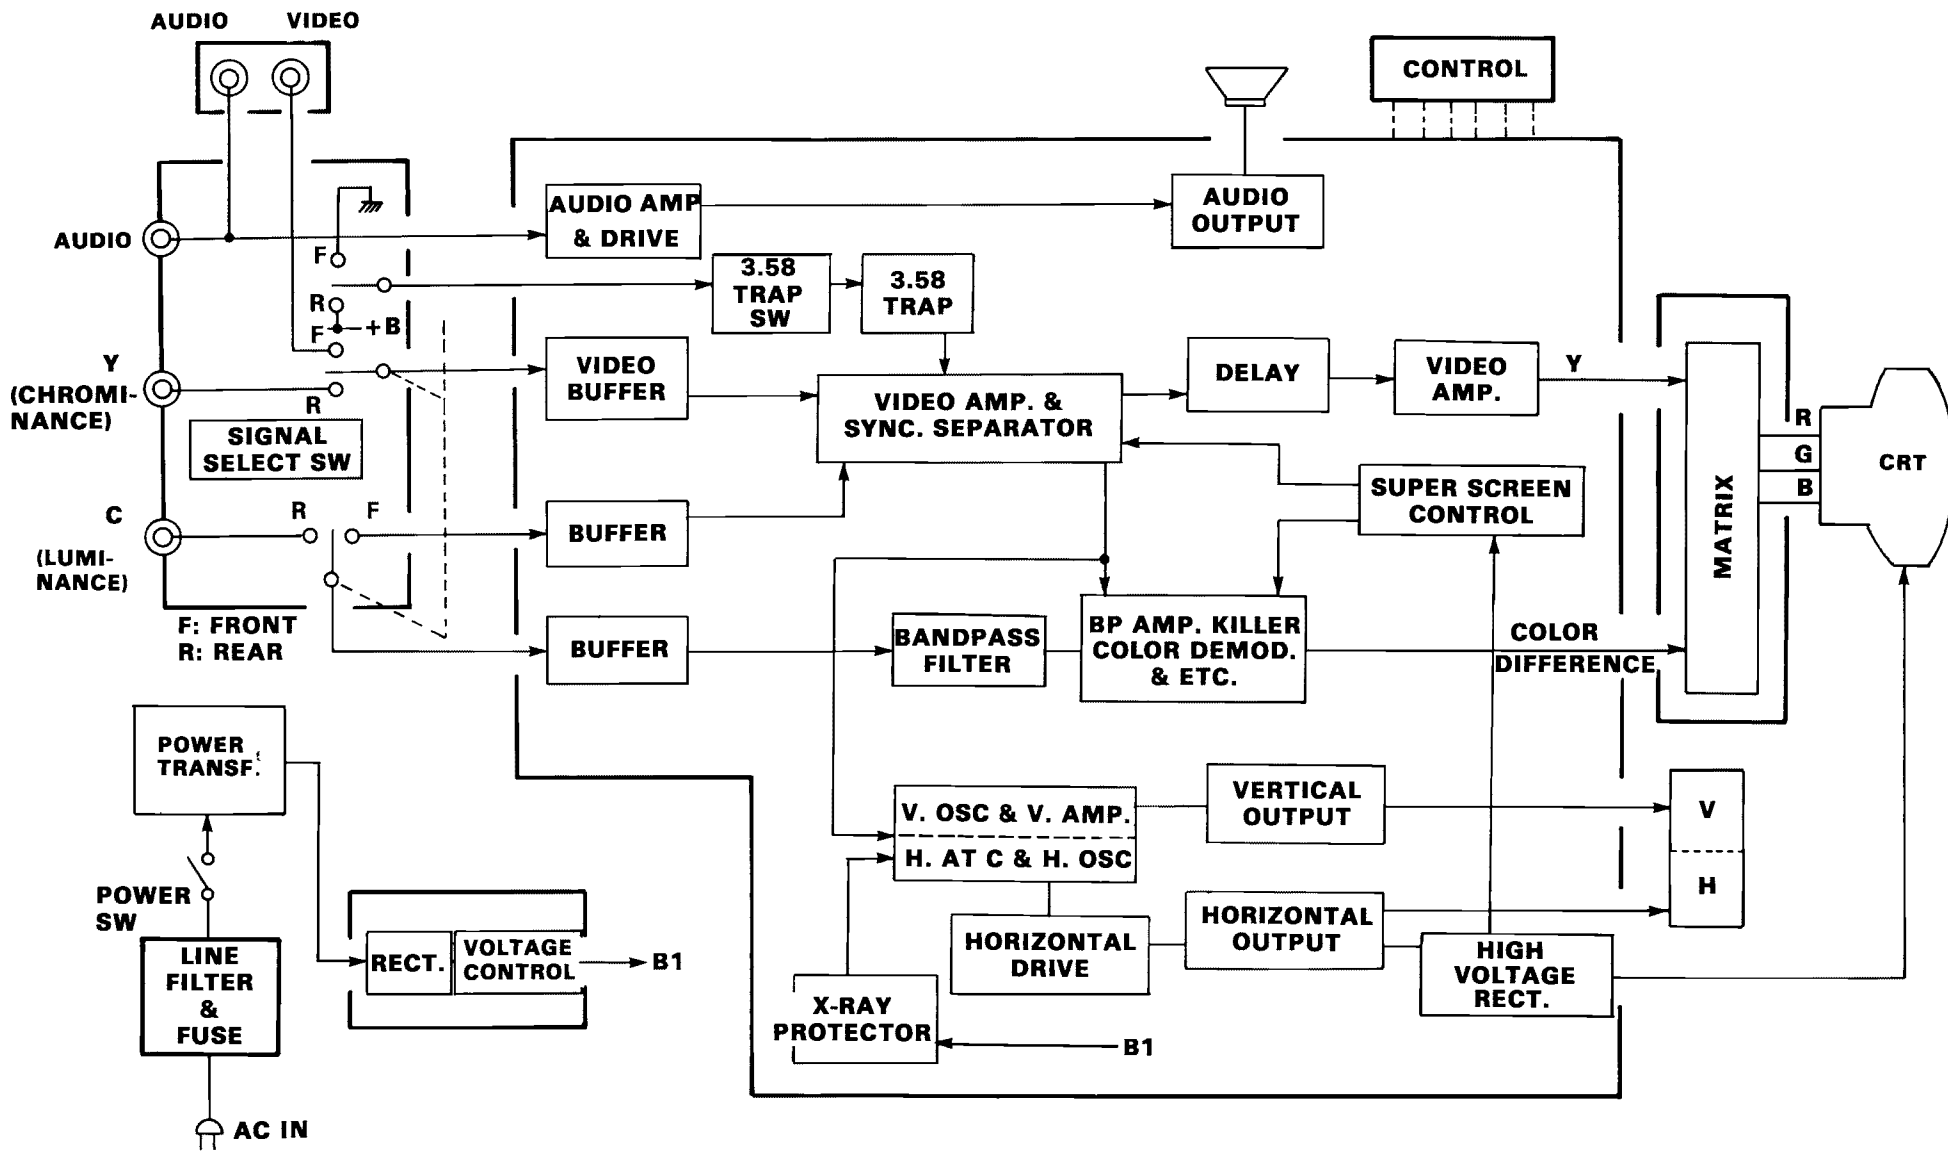 AUDIO VIDEO
CONTROL
AUDIO AMP
& DRIVE
AUDIO
OUTPUT
AUDIO
F
3.58
TRAP
SW
3.58
TRAP
R
F
+B
Y
(CHROMI-
NANCE)
R
VIDEO
BUFFER
DELAY
VIDEO
AMP.
Y
VIDEO AMP. &
SYNC. SEPARATOR
SIGNAL
SELECT SW
R
G
B
CRT
MATRIX
SUPER SCREEN
CONTROL
C
(LUMI-
NANCE)
R
F
BUFFER
F: FRONT
R: REAR
BUFFER
BANDPASS
FILTER
BP AMP. KILLER
COLOR DEMOD.
& ETC.
COLOR
DIFFERENCE
POWER
TRANSF.
V. OSC & V. AMP.
H. AT C & H. OSC
VERTICAL
OUTPUT
V
H
POWER
SW
HORIZONTAL
DRIVE
HORIZONTAL
OUTPUT
HIGH
VOLTAGE
RECT.
LINE
FILTER
&
FUSE
RECT.
VOLTAGE
CONTROL
B1
X-RAY
PROTECTOR
B1
AC IN